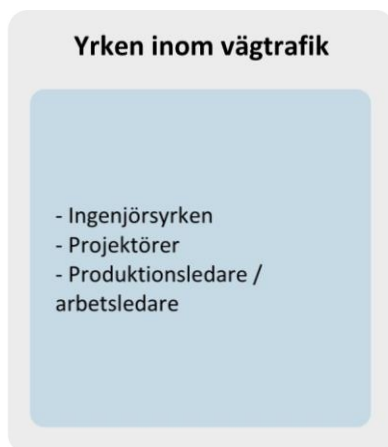 Yrken inom vägtrafik
- Ingenjörsyrken
- Projektörer
- Produktionsledare /
arbetsledare